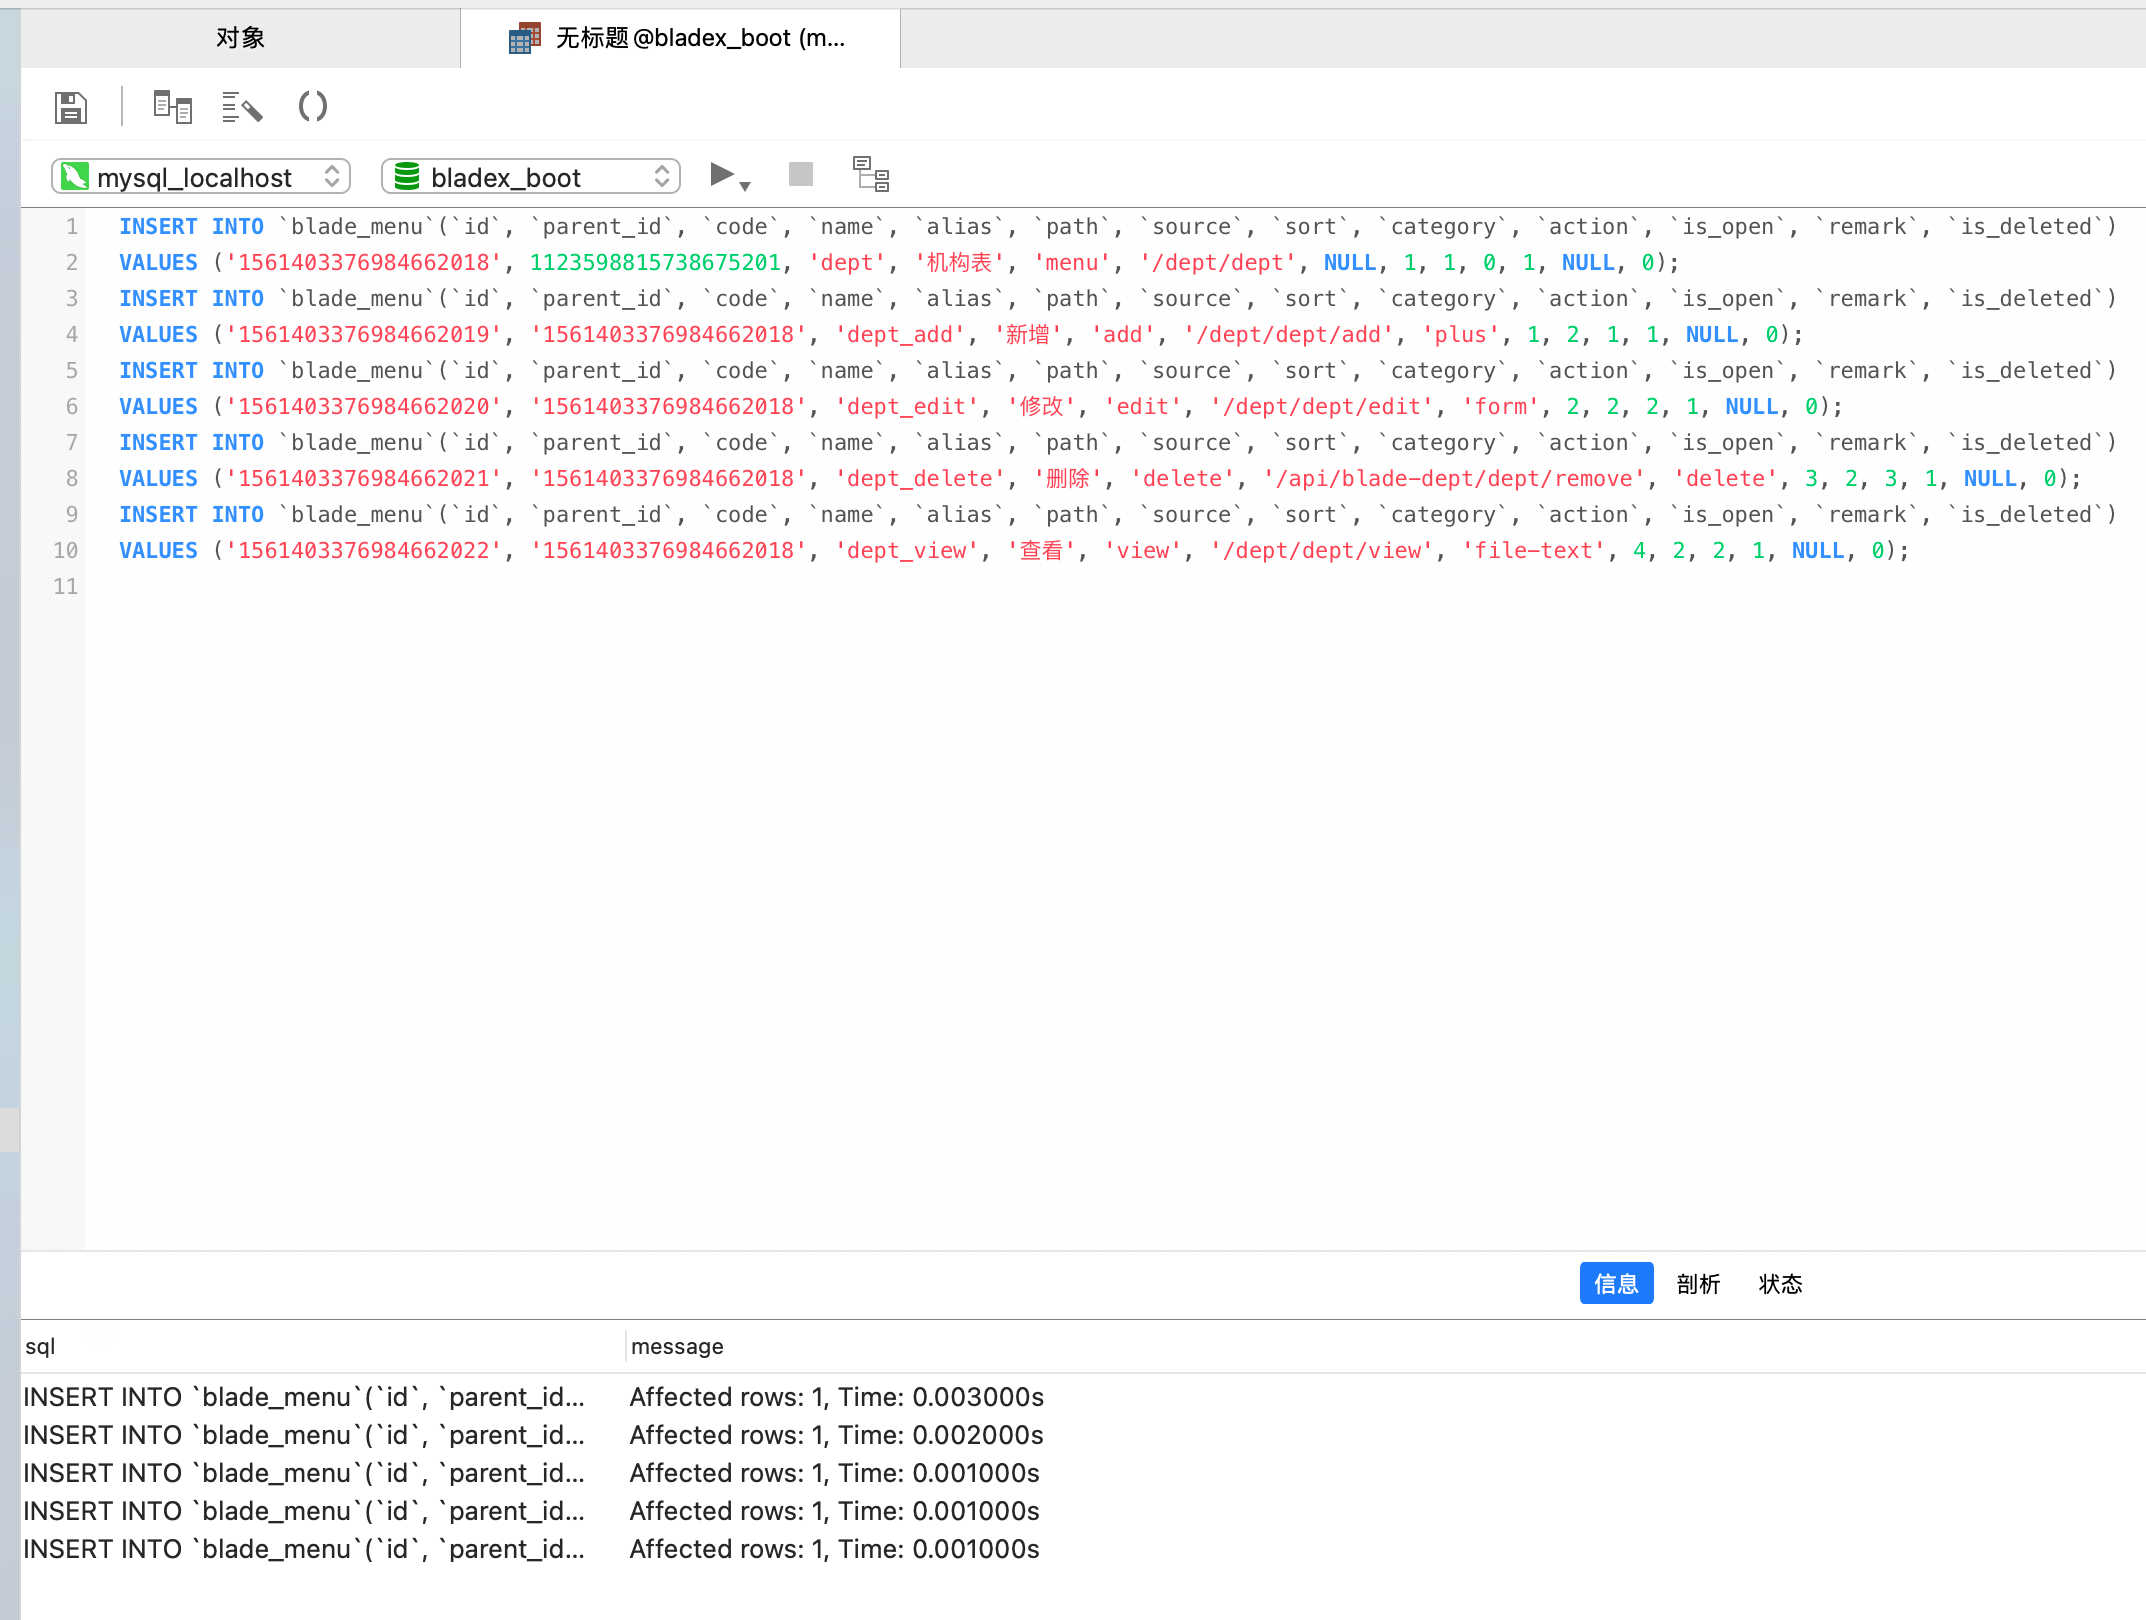 对象
无标题@bladex_boot (m...
mysql_localhost
bladex_boot
1 INSERT INTO `blade_menu`(`id`, `parent_id`, `code`, `name`, `alias`, `path`, `source`, `sort`, `category`, `action`, `is_open`, `remark`, `is_deleted`)
2 VALUES ('1561403376984662018', 1123598815738675201, 'dept', '机构表', 'menu', '/dept/dept', NULL, 1, 1, 0, 1, NULL, 0);
3 INSERT INTO `blade_menu`(`id`, `parent_id`, `code`, `name`, `alias`, `path`, `source`, `sort`, `category`, `action`, `is_open`, `remark`, `is_deleted`)
4 VALUES ('1561403376984662019', '1561403376984662018', 'dept_add', '新增', 'add', '/dept/dept/add', 'plus', 1, 2, 1, 1, NULL, 0);
5 INSERT INTO `blade_menu`(`id`, `parent_id`, `code`, `name`, `alias`, `path`, `source`, `sort`, `category`, `action`, `is_open`, `remark`, `is_deleted`)
6 VALUES ('1561403376984662020', '1561403376984662018', 'dept_edit', '修改', 'edit', '/dept/dept/edit', 'form', 2, 2, 2, 1, NULL, 0);
7 INSERT INTO `blade_menu`(`id`, `parent_id`, `code`, `name`, `alias`, `path`, `source`, `sort`, `category`, `action`, `is_open`, `remark`, `is_deleted`)
8 VALUES ('1561403376984662021', '1561403376984662018', 'dept_delete', '删除', 'delete', '/api/blade-dept/dept/remove', 'delete', 3, 2, 3, 1, NULL, 0);
9 INSERT INTO `blade_menu`(`id`, `parent_id`, `code`, `name`, `alias`, `path`, `source`, `sort`, `category`, `action`, `is_open`, `remark`, `is_deleted`)
10 VALUES ('1561403376984662022', '1561403376984662018', 'dept_view', '查看', 'view', '/dept/dept/view', 'file-text', 4, 2, 2, 1, NULL, 0);
11
信息 剖析 状态
sql message
INSERT INTO `blade_menu`(`id`, `parent_id... Affected rows: 1, Time: 0.003000s
INSERT INTO `blade_menu`(`id`, `parent_id... Affected rows: 1, Time: 0.002000s
INSERT INTO `blade_menu`(`id`, `parent_id... Affected rows: 1, Time: 0.001000s
INSERT INTO `blade_menu`(`id`, `parent_id... Affected rows: 1, Time: 0.001000s
INSERT INTO `blade_menu`(`id`, `parent_id... Affected rows: 1, Time: 0.001000s